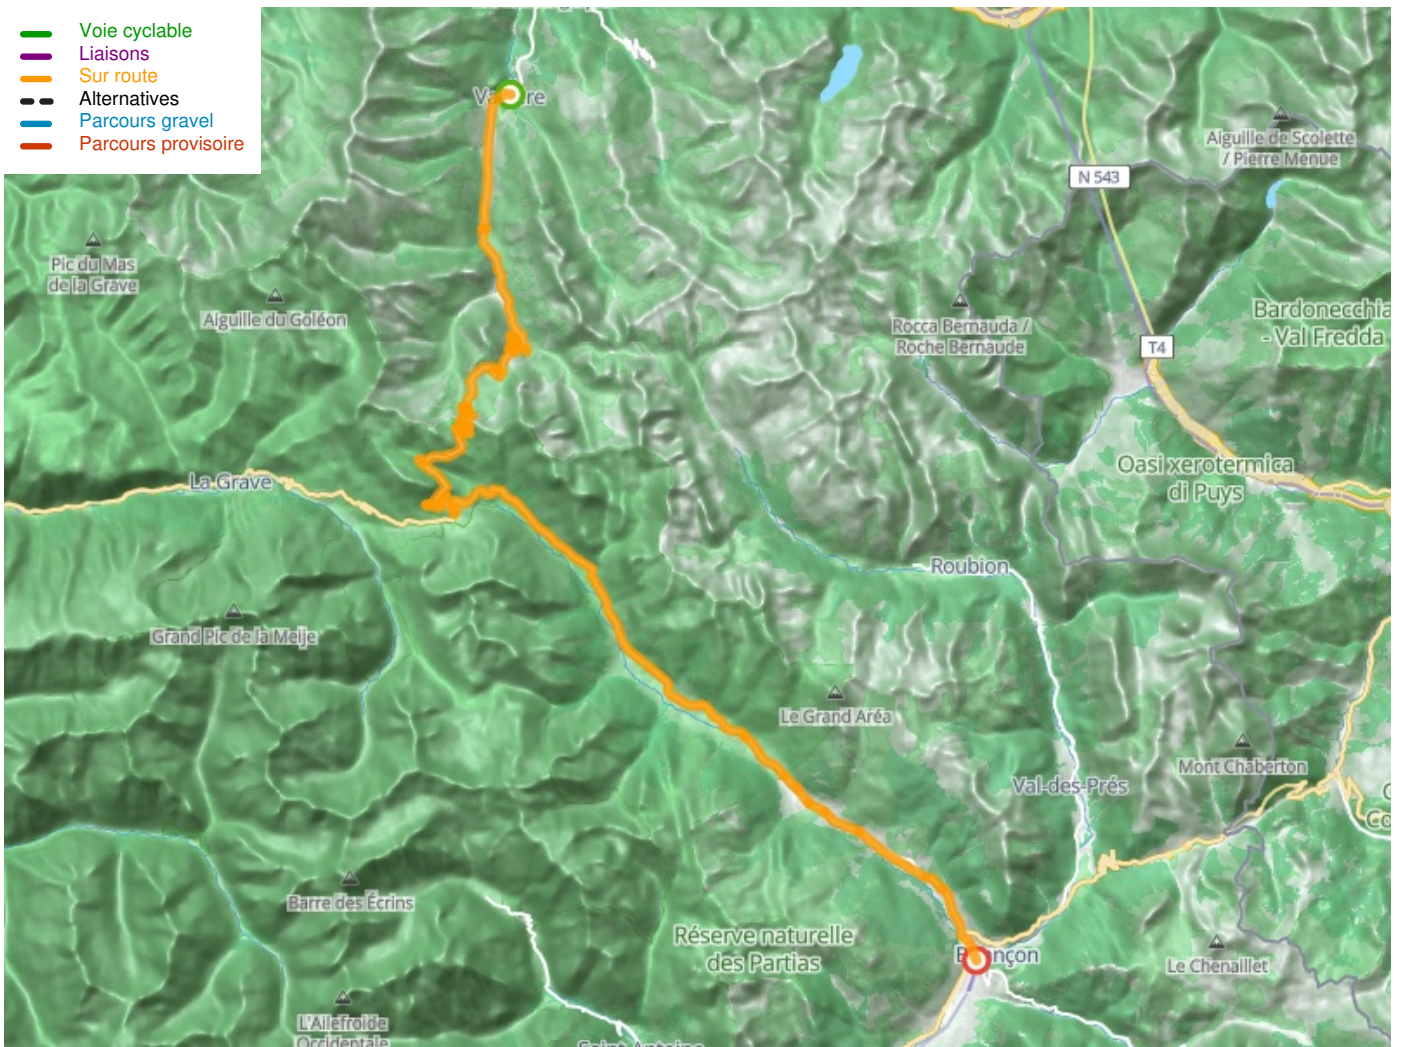 Voie cyclable
Liaisons
Sur route
Alternatives
Parcours gravel
Parcours provisoire
Aiguille de Scolette
/ Pierre Menue
N 543
Pic du Mas
de la Grave
Aiguille du Goléon
Rocca Bernauda /
Roche Bernaude
Bardonecchia
- Val Fredda
T4
La Grave
Oasi xerotermica
di Puys
Roubion
Grand Pic de la Meije
Le Grand Aréa
Mont Chaberton
Val-des-Prés
Barre des Écrins
Réserve naturelle
des Partias
Le Chenaillet
L'Ailefroide
Occidentale